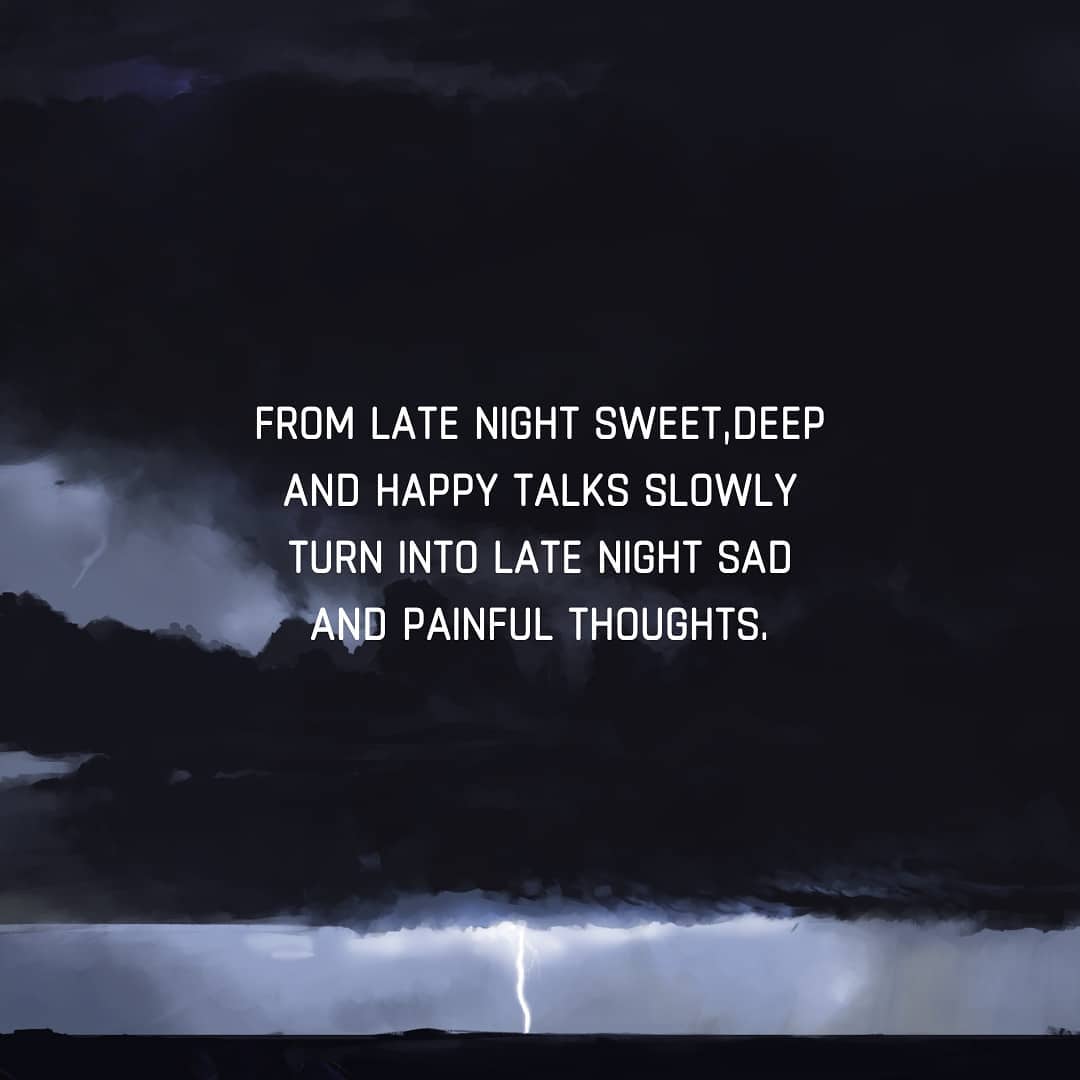 FROM LATE NIGHT SWEET,DEEP
AND HAPPY TALKS SLOWLY
TURN INTO LATE NIGHT SAD
AND PAINFUL THOUGHTS.